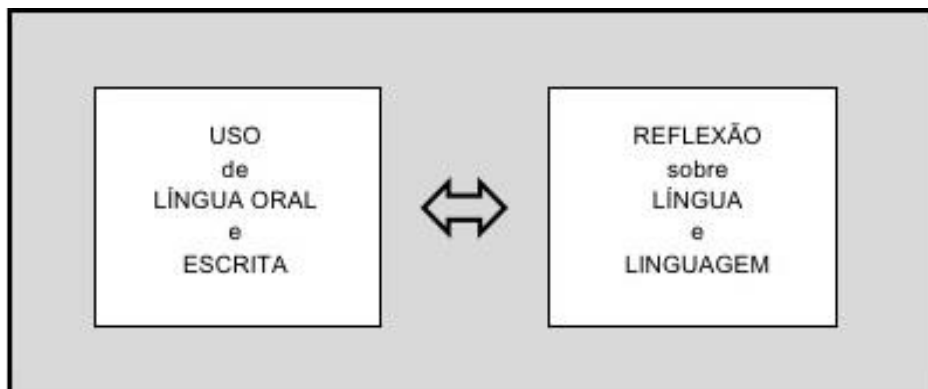 USO
de
LÍNGUA ORAL
e
ESCRITA
REFLEXÃO
sobre
LÍNGUA
e
LINGUAGEM